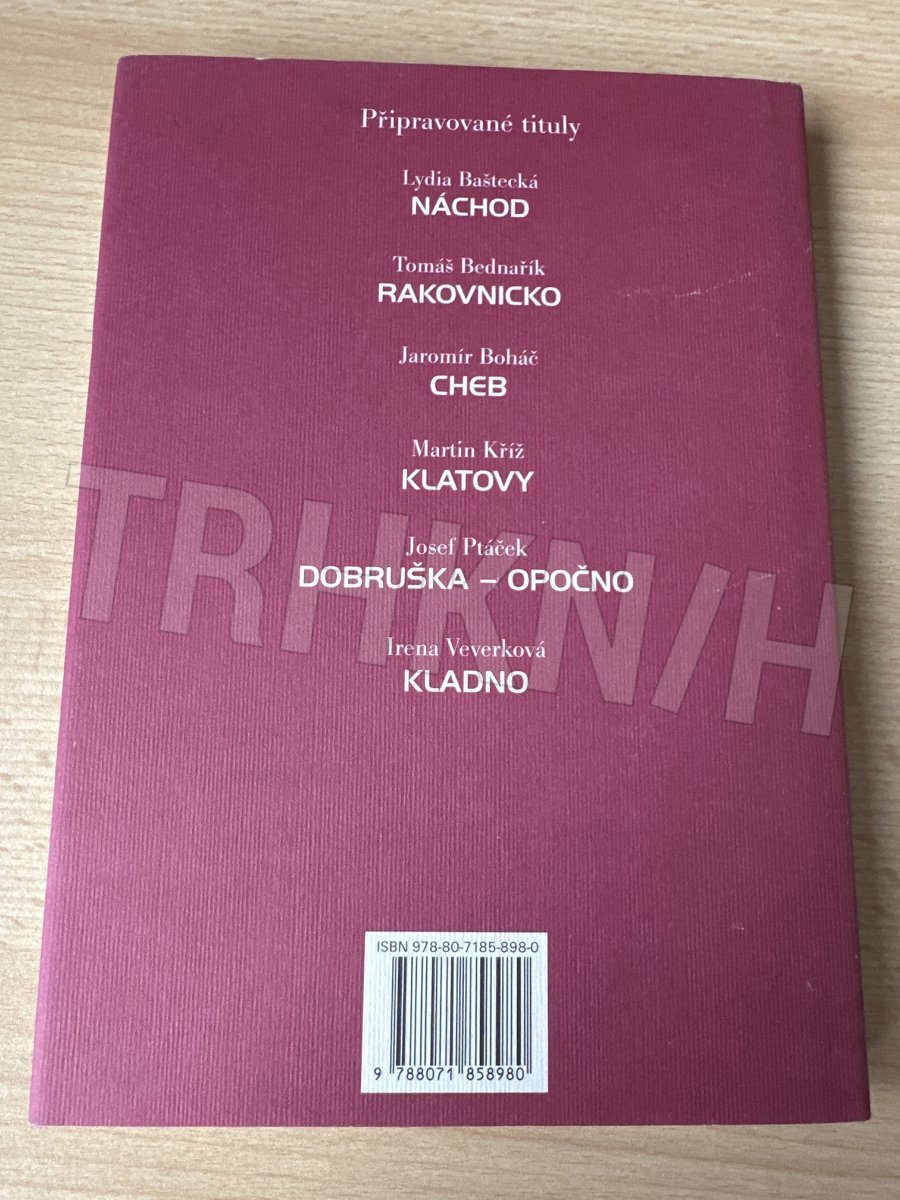 Připravované tituly
Lydia Baštecká
NÁCHOD
Tomáš Bednařík
RAKOVNICKO
Jaromír Boháč
CHEB
Martin Kříž
KLATOVY
Josef Ptáček
DOBRUŠKA – OPOČNO
Irena Veverková
KLADNO
TRHKN/H
ISBN 978-80-7185-898-0
9 788071 858980